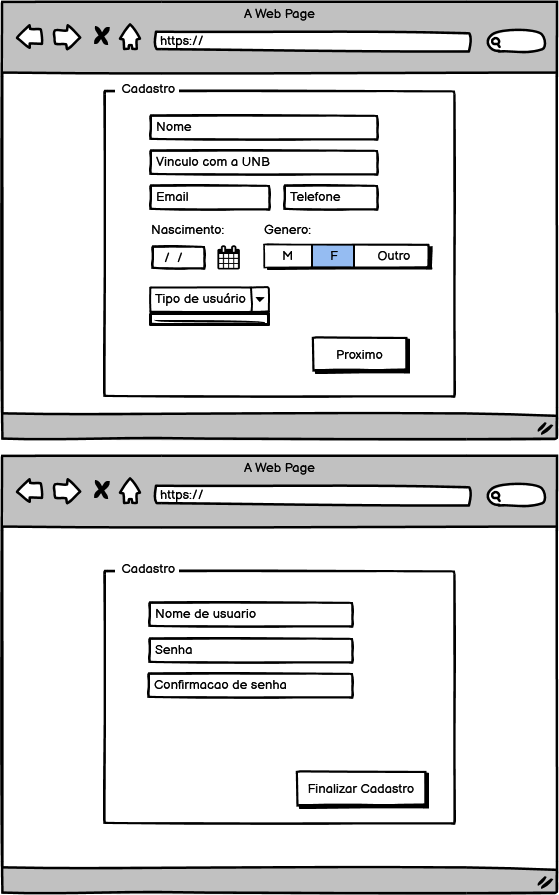 A Web Page
https://
Cadastro
Nome
Vinculo com a UNB
Email Telefone
Nascimento: Genero:
/ / M F Outro
Tipo de usuário
Proximo
A Web Page
https://
Cadastro
Nome de usuario
Senha
Confirmacao de senha
Finalizar Cadastro